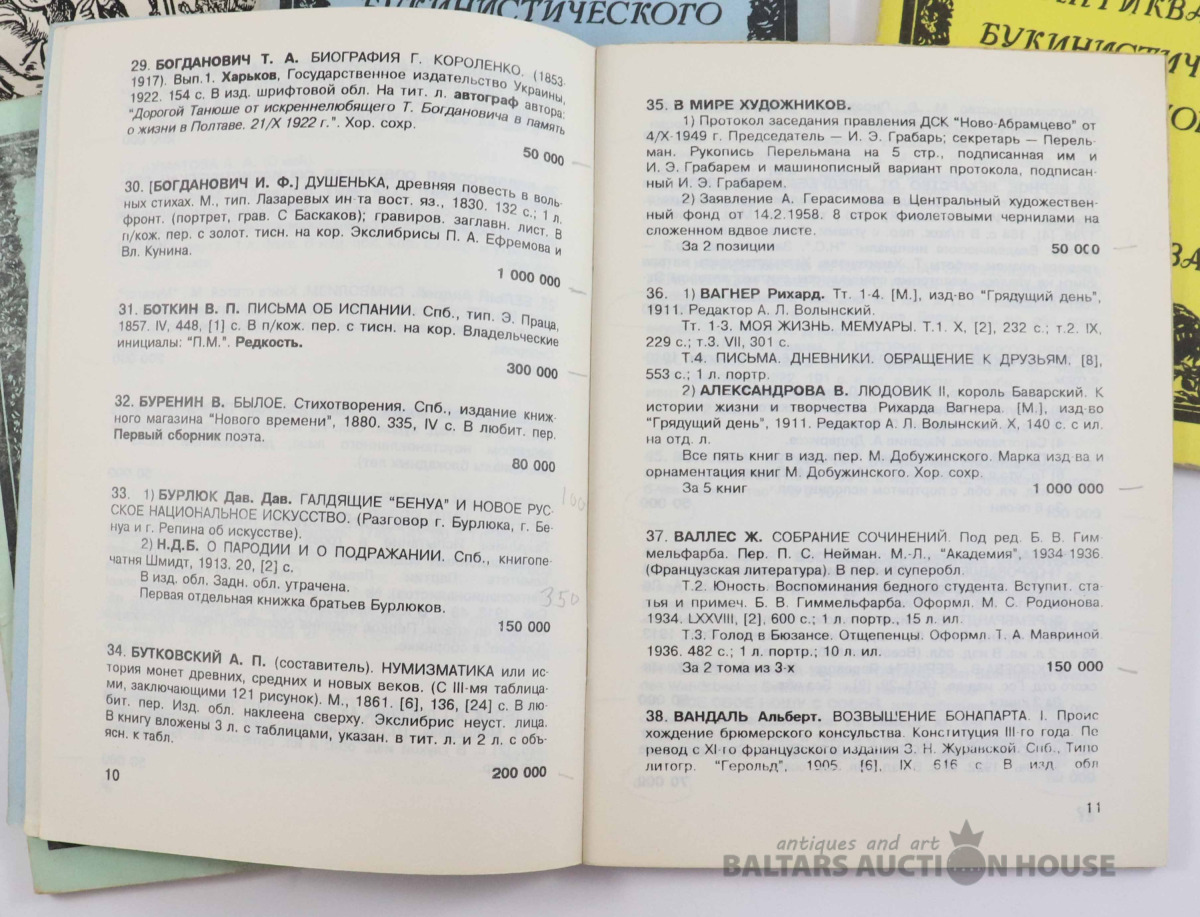 БУКИНИСТИЧЕСКОГО
БУКИНИСТИЧ
29. БОГДАНОВИЧ Т. А. БИОГРАФИЯ Г. КОРОЛЕНКО. (1853-
1917). Вып.1. Харьков, Государственное издательство Украины,
1922. 154 с. В изд. шрифтовой обл. На тит. л. автограф автора:
"Дорогой Танюше от искреннелюбящего Т. Богдановича в память
о жизни в Полтаве. 21/X 1922 г.". Хор. сохр.
50 000
30. [БОГДАНОВИЧ И. Ф.] ДУШЕНЬКА, древняя повесть в воль-
ных стихах. М., тип. Лазаревых ин-та вост. яз., 1830. 132 с.; 1 л.
фронт. (портрет, грав. С Баскаков); гравиров. заглавн. лист. В
п/кож. пер. с золот. тисн. на кор. Экслибрисы П. А. Ефремова и
Вл. Кунина.
1 000 000
31. БОТКИН В. П. ПИСЬМА ОБ ИСПАНИИ. Спб., тип. Э. Праца,
1857. IV, 448, [1] с. В п/кож. пер. с тисн. на кор. Владельческие
инициалы: "П.М.". Редкость.
300 000
32. БУРЕНИН В. БЫЛОЕ. Стихотворения. Спб., издание книж-
ного магазина "Нового времени", 1880. 335, IV с. В любит. пер.
Первый сборник поэта.
80 000
33. 1) БУРЛЮК Дав. Дав. ГАЛДЯЩИЕ "БЕНУА" И НОВОЕ РУС-
СКОЕ НАЦИОНАЛЬНОЕ ИСКУССТВО. (Разговор г. Бурлюка, г. Бе-
нуа и г. Репина об искусстве).
2) Н.Д.Б. О ПАРОДИИ И О ПОДРАЖАНИИ. Спб., книгопе-
чатня Шмидт, 1913. 20, [2] с.
В изд. обл. Задн. обл. утрачена.
Первая отдельная книжка братьев Бурлюков.
350
150 000
34. БУТКОВСКИЙ А. П. (составитель). НУМИЗМАТИКА или ис-
тория монет древних, средних и новых веков. (С III-мя таблица-
ми, заключающими 121 рисунок). М., 1861. [6], 136, [24] с. В лю-
бит. пер. Изд. обл. наклеена сверху. Экслибрис неуст. лица.
В книгу вложены 3 л. с таблицами, указан. в тит. л. и 2 л. с объ-
ясн. к табл.
200 000
10
35. В МИРЕ ХУДОЖНИКОВ.
1) Протокол заседания правления ДСК "Ново-Абрамцево" от
4/X-1949 г. Председатель — И. Э. Грабарь; секретарь — Перель-
ман. Рукопись Перельмана на 5 стр., подписанная им и
И. Э. Грабарем и машинописный вариант протокола, подписан-
ный И. Э. Грабарем.
2) Заявление А. Герасимова в Центральный художествен-
ный фонд от 14.2.1958. 8 строк фиолетовыми чернилами на
сложенном вдвое листе.
За 2 позиции 50 000
36. 1) ВАГНЕР Рихард. Тт. 1-4. [М.], изд-во "Грядущий день",
1911. Редактор А. Л. Волынский.
Тт. 1-3. МОЯ ЖИЗНЬ. МЕМУАРЫ. Т.1. X, [2], 232 с.; т.2. IX,
229 с.; т.3. VII, 301 с.
Т.4. ПИСЬМА. ДНЕВНИКИ. ОБРАЩЕНИЕ К ДРУЗЬЯМ. [8],
553 с.; 1 л. портр.
2) АЛЕКСАНДРОВА В. ЛЮДОВИК II, король Баварский. К
истории жизни и творчества Рихарда Вагнера. [М.], изд-во
"Грядущий день", 1911. Редактор А. Л. Волынский. X, 140 с. с ил.
на отд. л.
Все пять книг в изд. пер. М. Добужинского. Марка изд-ва и
орнаментация книг М. Добужинского. Хор. сохр.
За 5 книг 1 000 000
37. ВАЛЛЕС Ж. СОБРАНИЕ СОЧИНЕНИЙ. Под ред. Б. В. Гим-
мельфарба. Пер. П. С. Нейман. М.-Л., "Академия", 1934-1936.
(Французская литература). В пер. и суперобл.
Т.2. Юность. Воспоминания бедного студента. Вступит. ста-
тья и примеч. Б. В. Гиммельфарба. Оформл. М. С. Родионова.
1934. LXXVIII, [2], 600 с.; 1 л. портр., 15 л. ил.
Т.3. Голод в Бюзансе. Отщепенцы. Оформл. Т. А. Мавриной.
1936. 482 с.; 1 л. портр.; 10 л. ил.
За 2 тома из 3-х 150 000
38. ВАНДАЛЬ Альберт. ВОЗВЫШЕНИЕ БОНАПАРТА. I. Проис-
хождение брюмерского консульства. Конституция III-го года. Пе-
ревод с XI-го французского издания З. Н. Журавской. Спб., Типо-
литогр. "Герольд", 1905. [6], IX 616 с В изд обл
11
antiques and art
BALTARS AUCTION HOUSE